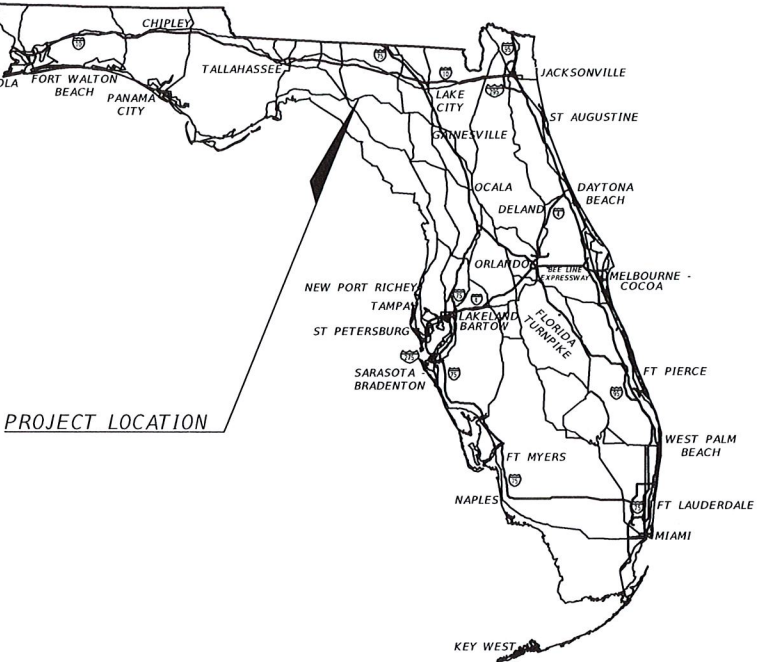 CHIPLEY
OLA
FORT WALTON
BEACH
PANAMA
CITY
TALLAHASSEE
JACKSONVILLE
LAKE
CITY
ST AUGUSTINE
GAINESVILLE
OCALA
DAYTONA
BEACH
DELAND
ORLANDO
BEE LINE
EXPRESSWAY
MELBOURNE -
COCOA
NEW PORT RICHEY
TAMPA
LAKELAND
BARTOW
ST PETERSBURG
FLORIDA
TURNPIKE
SARASOTA -
BRADENTON
FT PIERCE
PROJECT LOCATION
WEST PALM
BEACH
FT MYERS
NAPLES
FT LAUDERDALE
MIAMI
KEY WEST